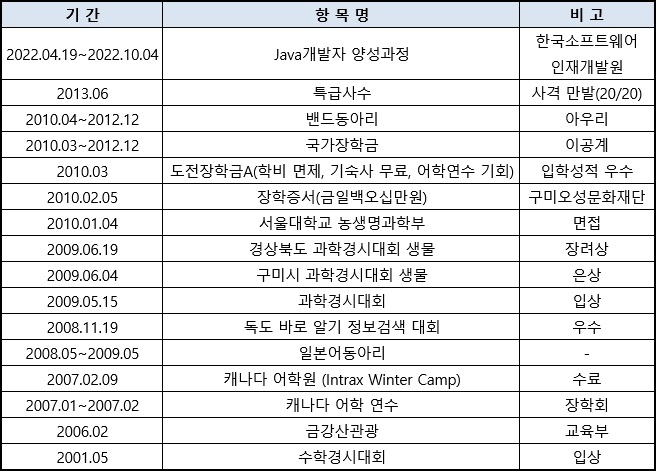 기 간 항 목 명 비 고
2022.04.19~2022.10.04 Java개발자 양성과정 한국소프트웨어
인재개발원
2013.06 특급사수 사격 만발(20/20)
2010.04~2012.12 밴드동아리 아우리
2010.03~2012.12 국가장학금 이공계
2010.03 도전장학금A(학비 면제, 기숙사 무료, 어학연수 기회) 입학성적 우수
2010.02.05 장학증서(금일백오십만원) 구미오성문화재단
2010.01.04 서울대학교 농생명과학부 면접
2009.06.19 경상북도 과학경시대회 생물 장려상
2009.06.04 구미시 과학경시대회 생물 은상
2009.05.15 과학경시대회 입상
2008.11.19 독도 바로 알기 정보검색 대회 우수
2008.05~2009.05 일본어동아리 -
2007.02.09 캐나다 어학원 (Intrax Winter Camp) 수료
2007.01~2007.02 캐나다 어학 연수 장학회
2006.02 금강산관광 교육부
2001.05 수학경시대회 입상